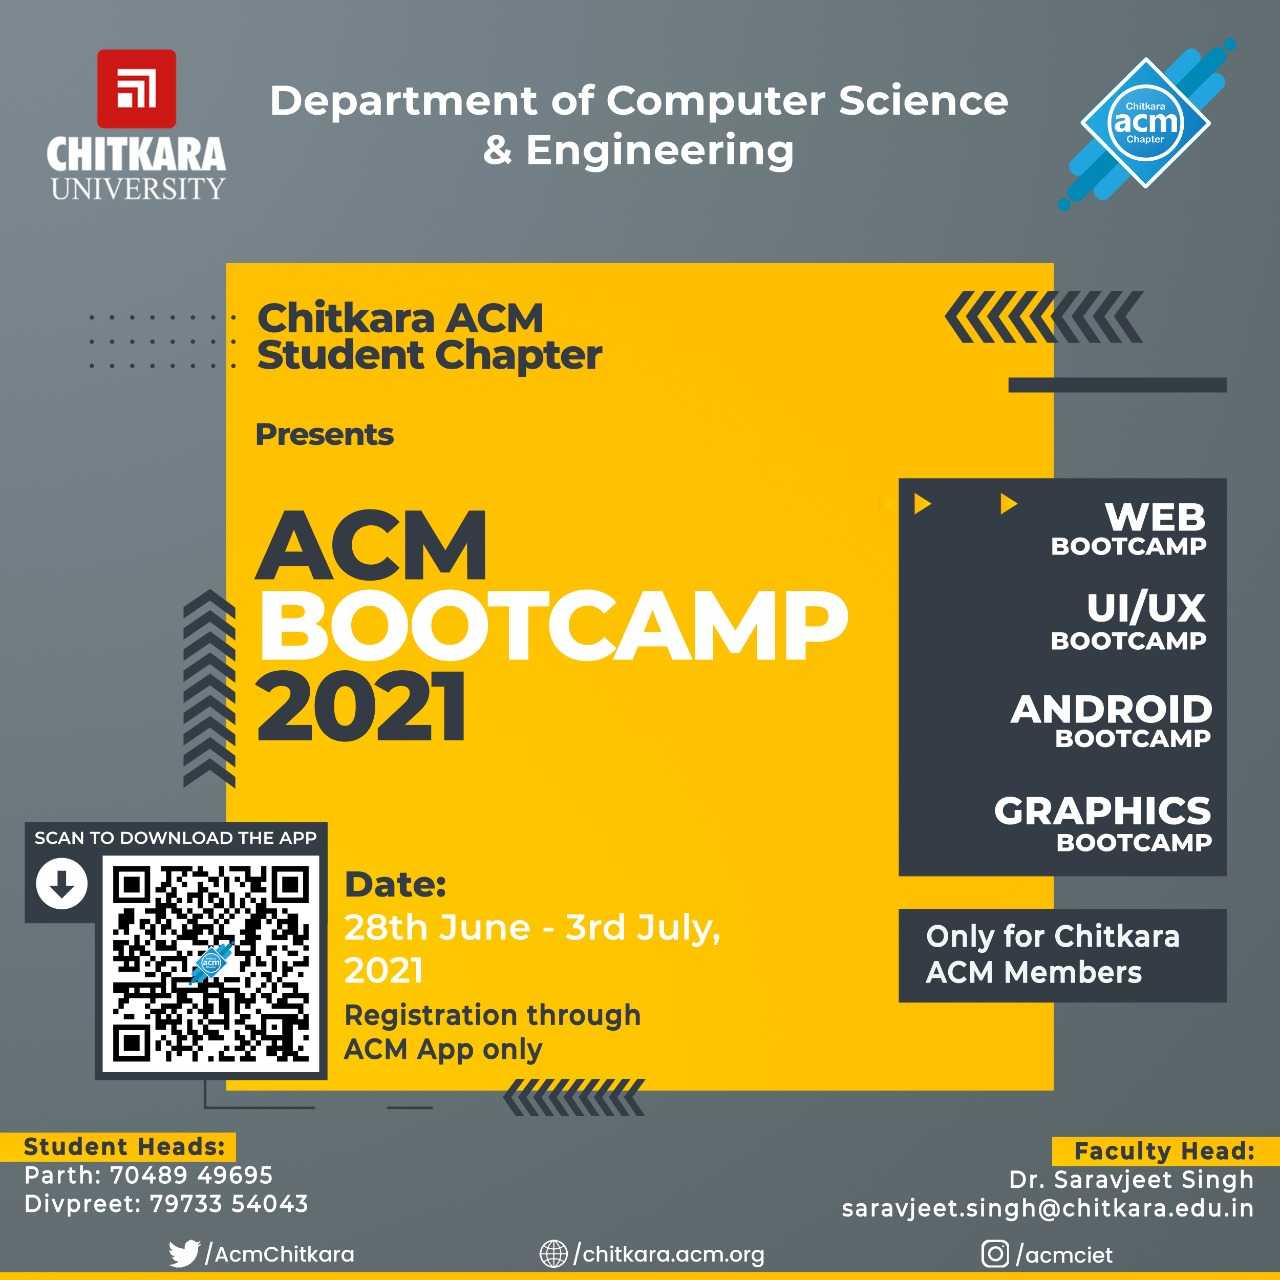 CHITKARA
UNIVERSITY
Department of Computer Science
& Engineering
Chitkara
acm
Chapter
Chitkara ACM
Student Chapter
Presents
ACM
BOOTCAMP
2021
WEB
BOOTCAMP
UI/UX
BOOTCAMP
ANDROID
BOOTCAMP
GRAPHICS
BOOTCAMP
SCAN TO DOWNLOAD THE APP
acm
Date:
28th June - 3rd July,
2021
Registration through
ACM App only
Only for Chitkara
ACM Members
Student Heads:
Parth: 70489 49695
Divpreet: 79733 54043
Faculty Head:
Dr. Saravjeet Singh
saravjeet.singh@chitkara.edu.in
/AcmChitkara
/chitkara.acm.org
/acmciet